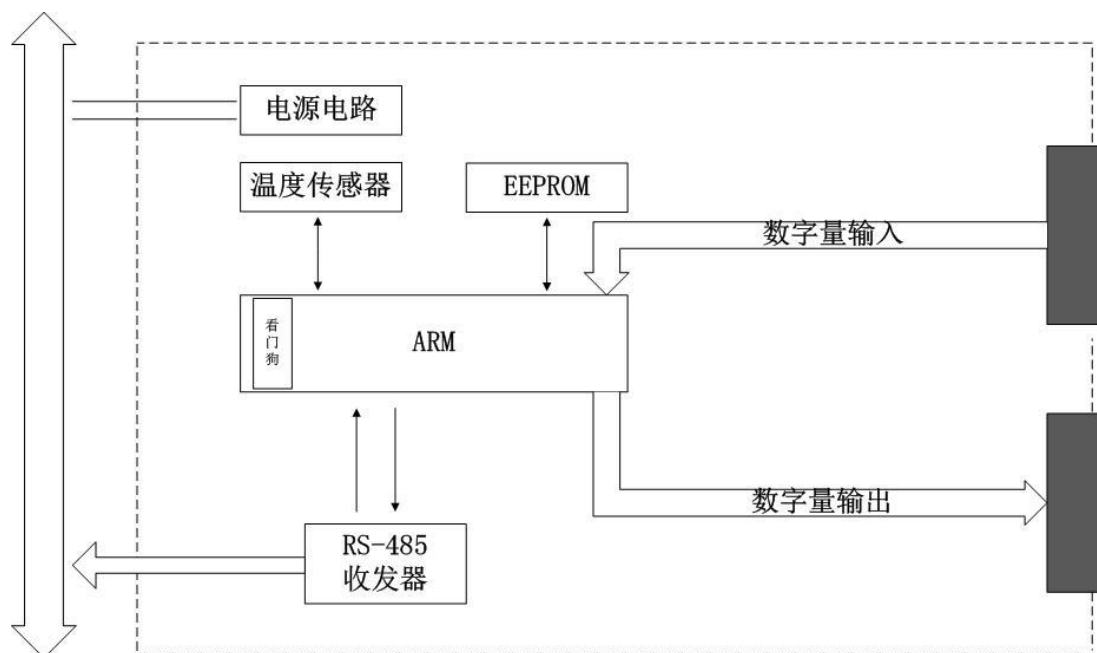 电源电路
温度传感器
EEPROM
数字量输入
看
门
狗
ARM
数字量输出
RS-485
收发器